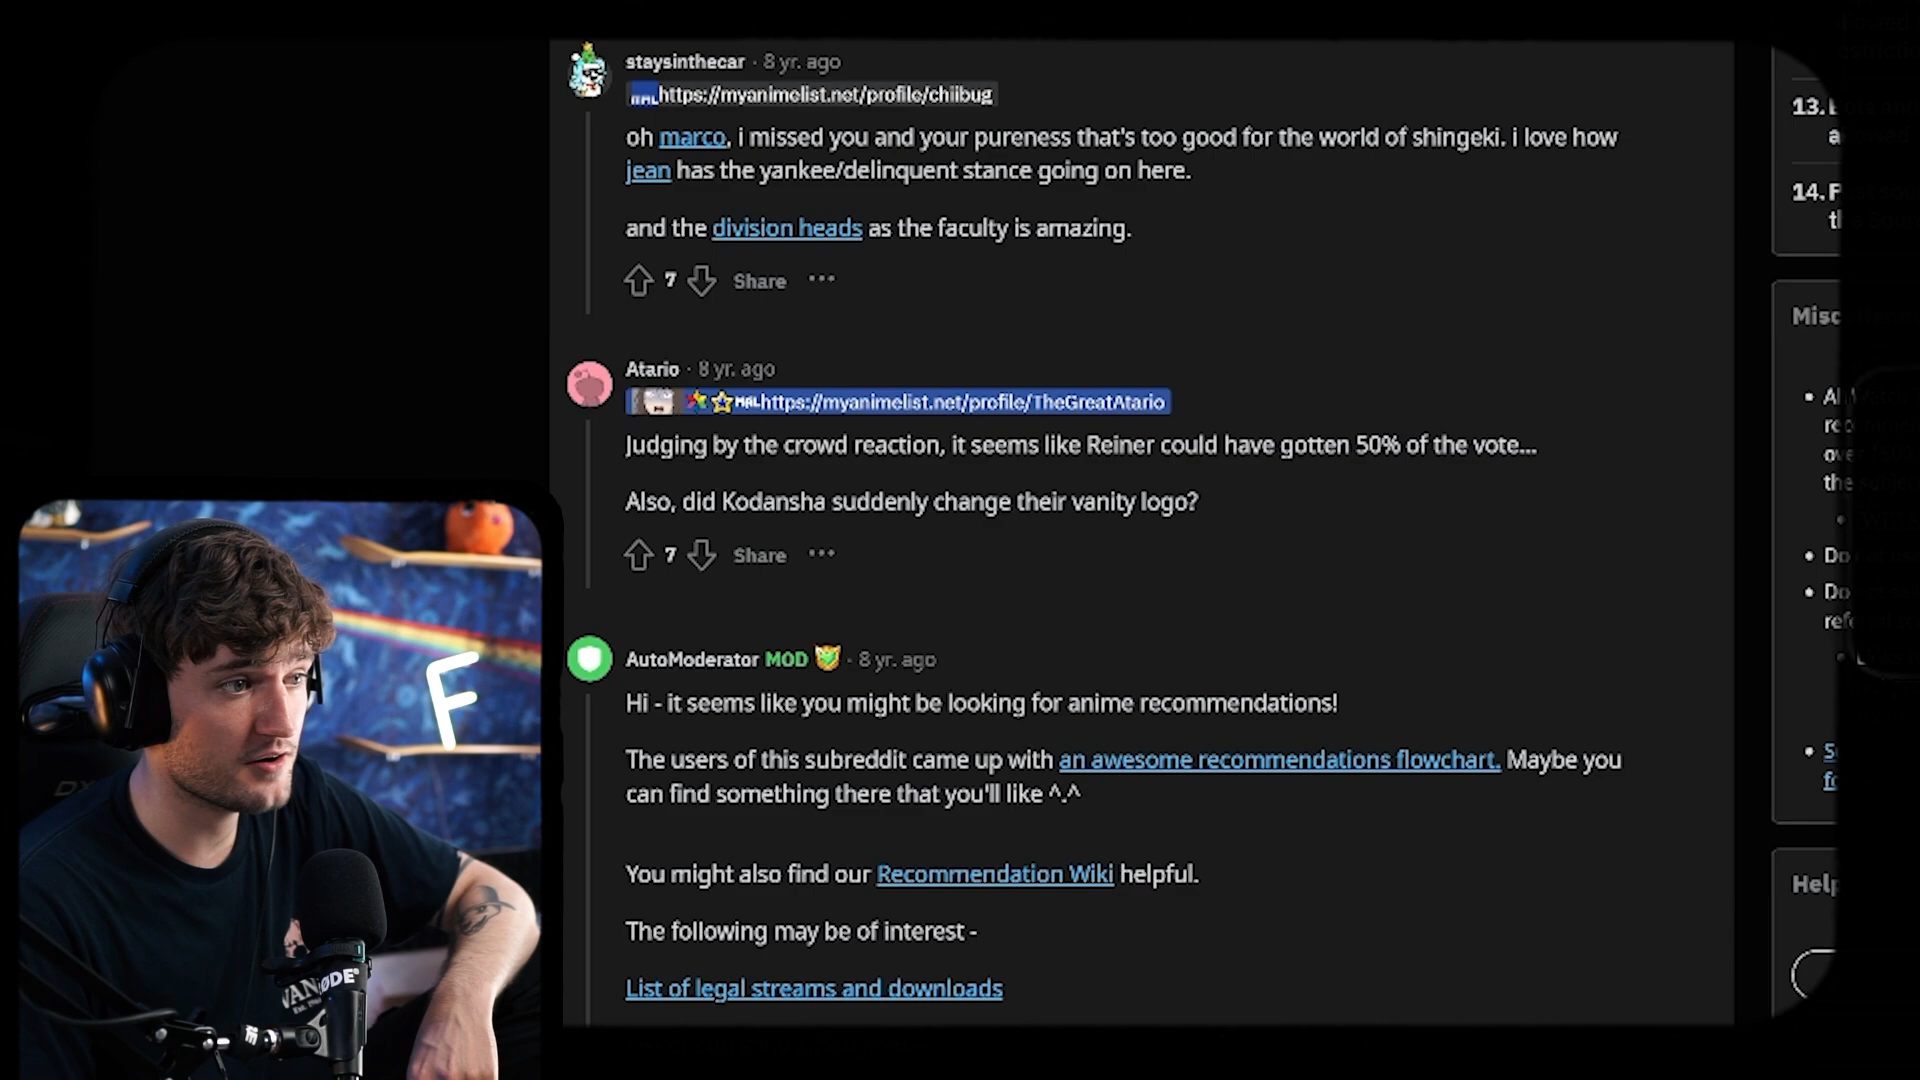 staysinthecar · 8 yr. ago
MALhttps://myanimelist.net/profile/chiibug
oh marco, i missed you and your pureness that's too good for the world of shingeki. i love how
jean has the yankee/delinquent stance going on here.
and the division heads as the faculty is amazing.
7 Share ···
Atario · 8 yr. ago
MALhttps://myanimelist.net/profile/TheGreatAtario
Judging by the crowd reaction, it seems like Reiner could have gotten 50% of the vote...
Also, did Kodansha suddenly change their vanity logo?
7 Share ···
AutoModerator MOD · 8 yr. ago
Hi - it seems like you might be looking for anime recommendations!
The users of this subreddit came up with an awesome recommendations flowchart. Maybe you
can find something there that you'll like ^.^
You might also find our Recommendation Wiki helpful.
The following may be of interest -
List of legal streams and downloads
13.
14.
Misc
Do
Do
Help
F
DX
VAN
RØDE